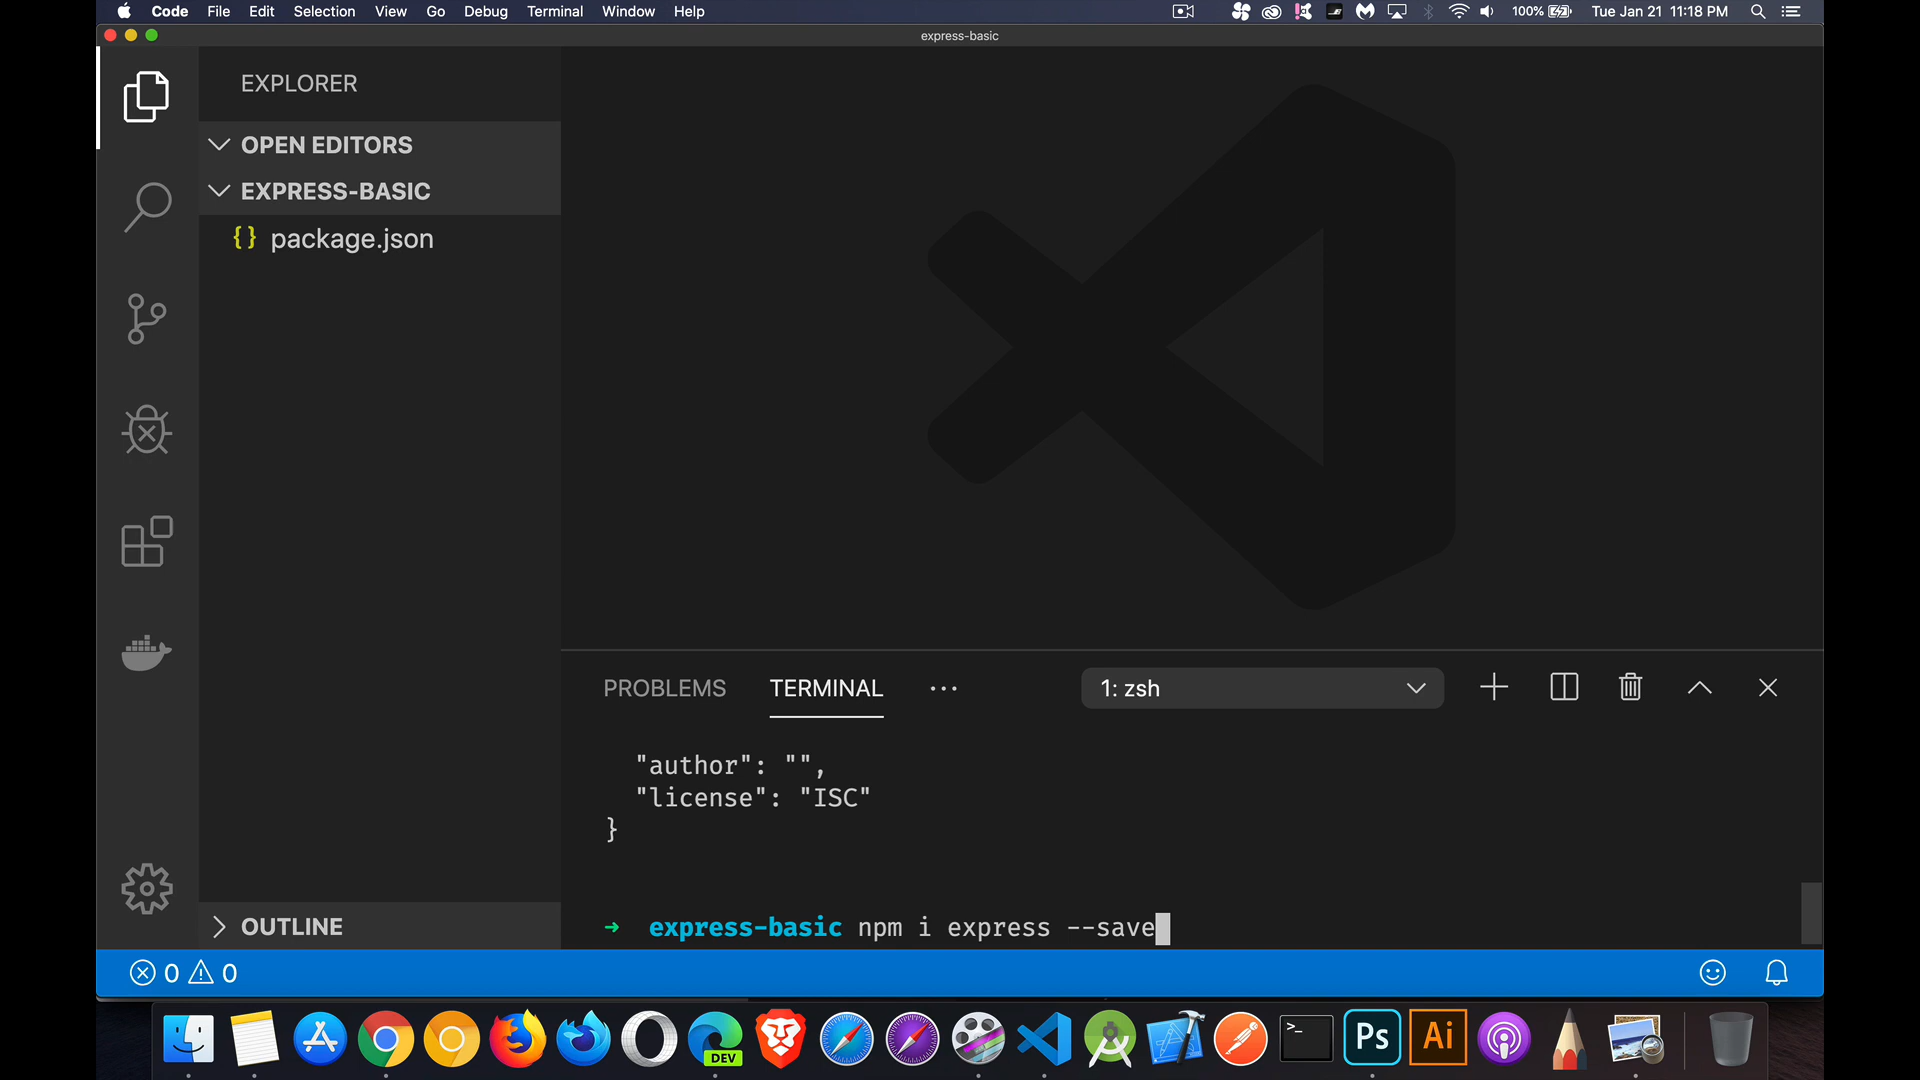 Code File Edit Selection View Go Debug Terminal Window Help 100% Tue Jan 21 11:18 PM
express-basic
EXPLORER
OPEN EDITORS
EXPRESS-BASIC
{} package.json
OUTLINE
PROBLEMS TERMINAL ··· 1: zsh
"author": "",
"license": "ISC"
}
➜ express-basic npm i express --save
0 0
DEV >_ Ps Ai